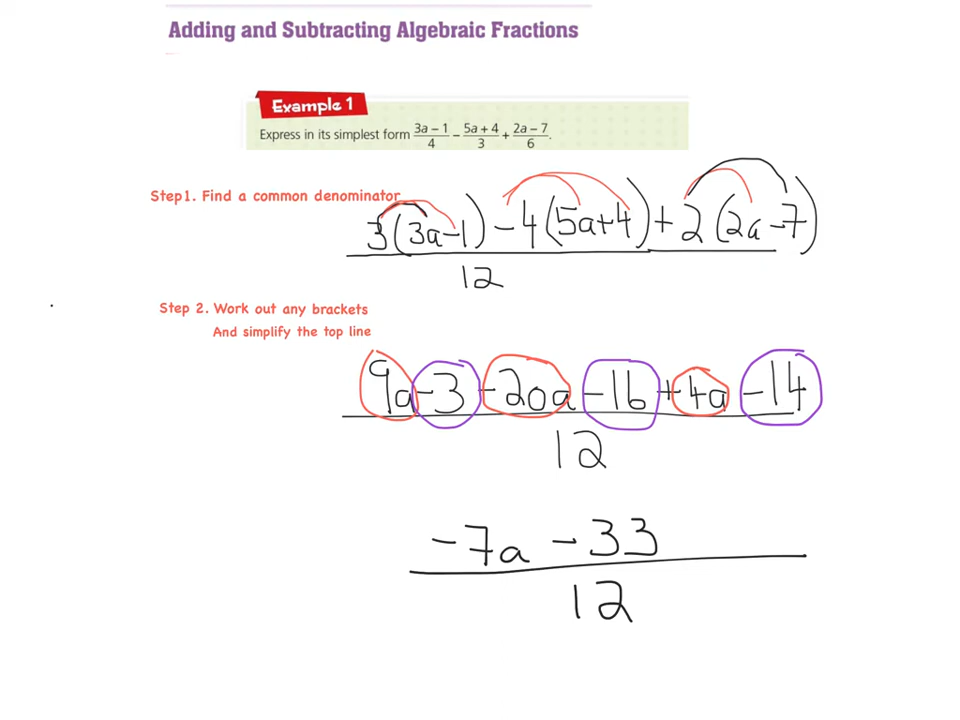 Adding and Subtracting Algebraic Fractions
Example 1
Express in its simplest form (3a – 1)/4 – (5a + 4)/3 + (2a – 7)/6.
Step1. Find a common denominator
3(3a-1) - 4(5a+4) + 2(2a-7)
12
Step 2. Work out any brackets
And simplify the top line
9a-3 -20a -16 +4a -14
12
-7a - 33
12